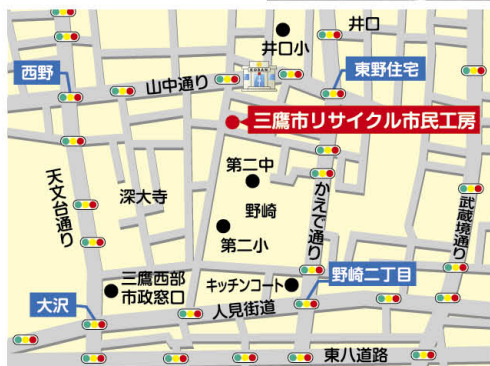 井口
井口小
西野
山中通り
KOBAN
東野住宅
三鷹市リサイクル市民工房
第二中
天文台通り
深大寺
野崎
かえで通り
武蔵境通り
第二小
三鷹西部
市政窓口
キッチンコート
野崎二丁目
大沢
人見街道
東八道路